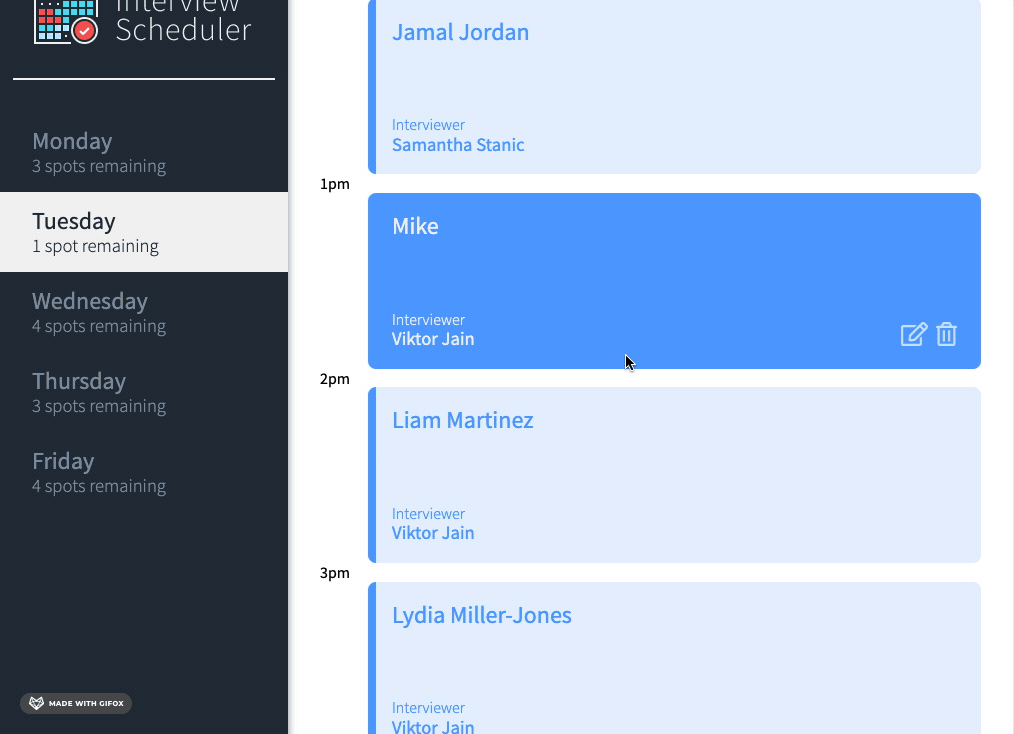 Interview
Scheduler
Monday
3 spots remaining
Tuesday
1 spot remaining
Wednesday
4 spots remaining
Thursday
3 spots remaining
Friday
4 spots remaining
MADE WITH GIFOX
Jamal Jordan
Interviewer
Samantha Stanic
1pm
Mike
Interviewer
Viktor Jain
2pm
Liam Martinez
Interviewer
Viktor Jain
3pm
Lydia Miller-Jones
Interviewer
Viktor Jain